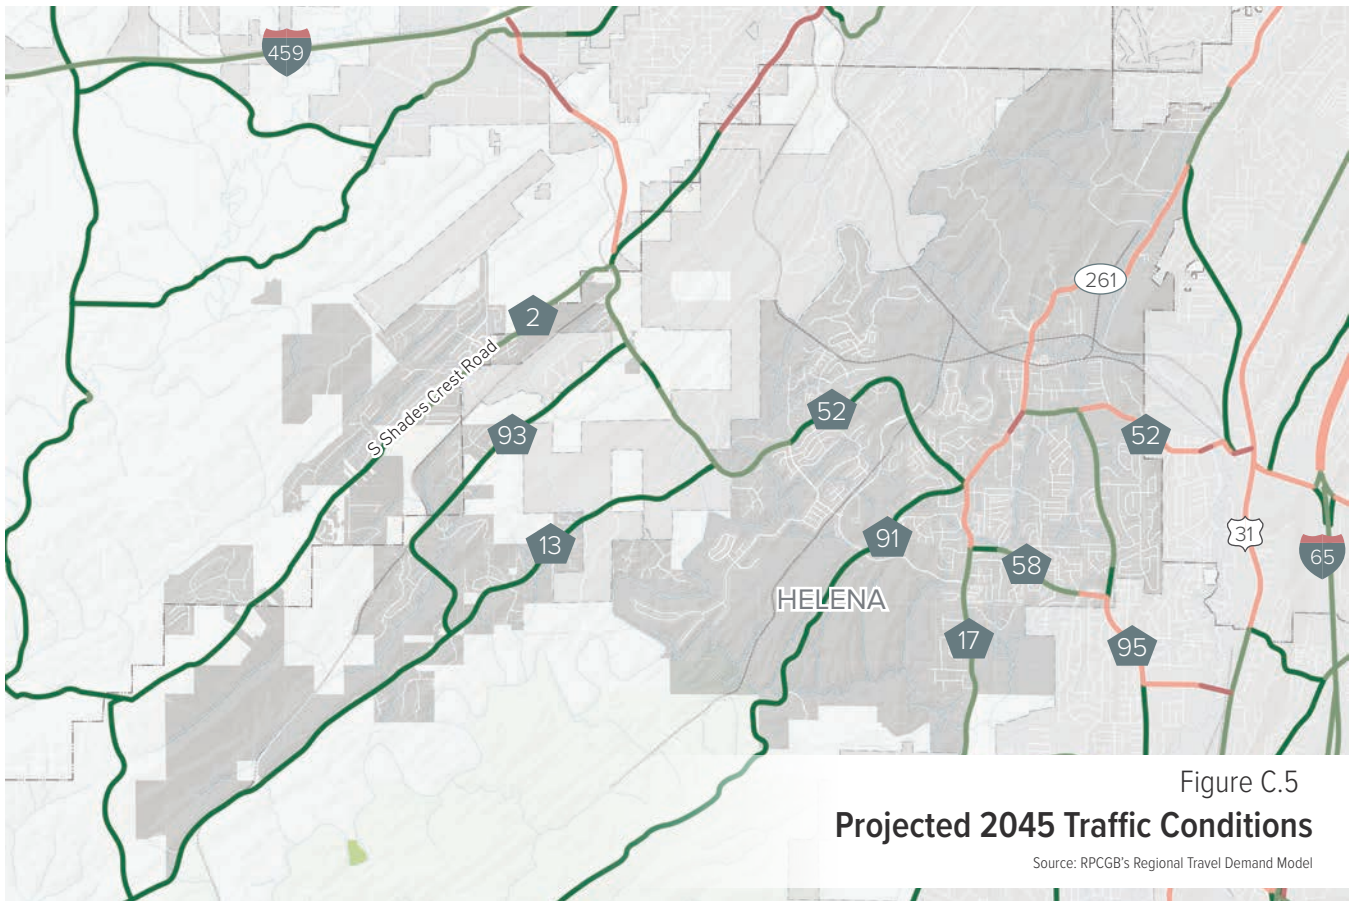 459
261
2
S Shades Crest Road
52
93
52
13
91
31
65
58
HELENA
17
95
Figure C.5
Projected 2045 Traffic Conditions
Source: RPCGB's Regional Travel Demand Model